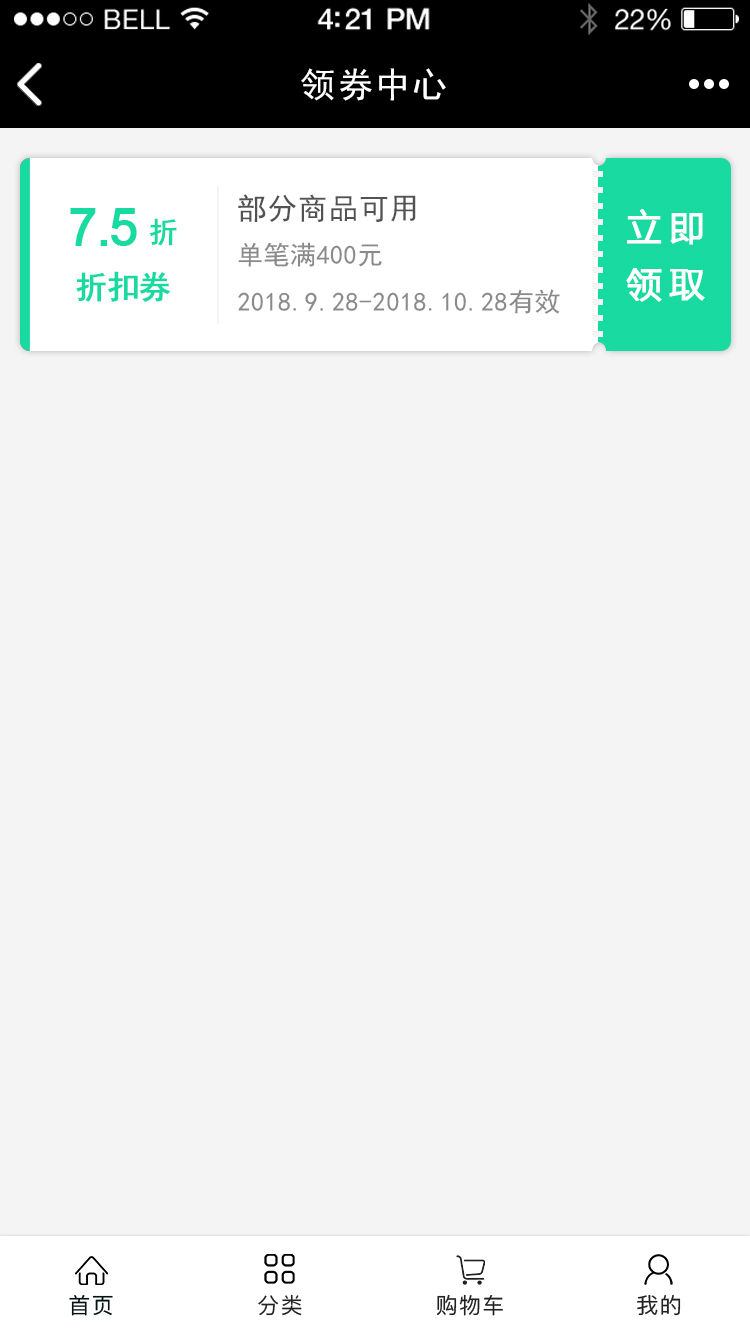 BELL 4:21 PM 22%
领券中心
7.5 折
折扣券
部分商品可用
单笔满400元
2018.9.28-2018.10.28有效
立即
领取
首页 分类 购物车 我的